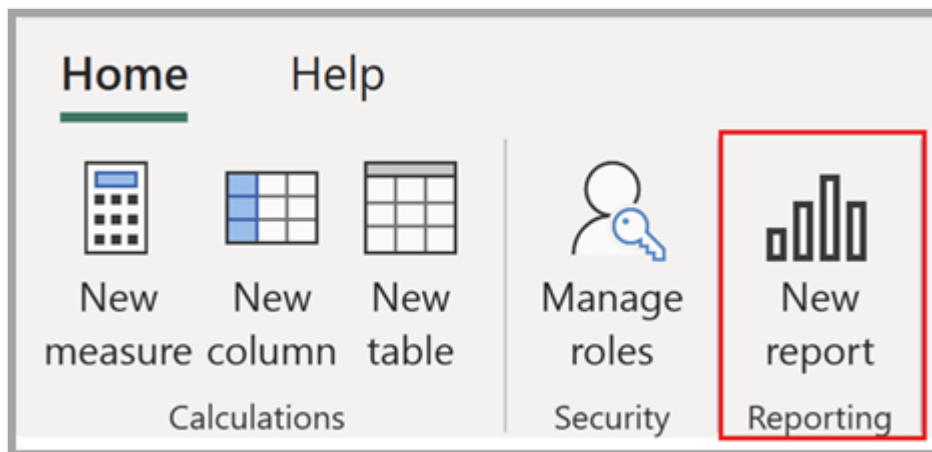 Home Help
New measure
New column
New table
Manage roles
New report
Calculations
Security
Reporting